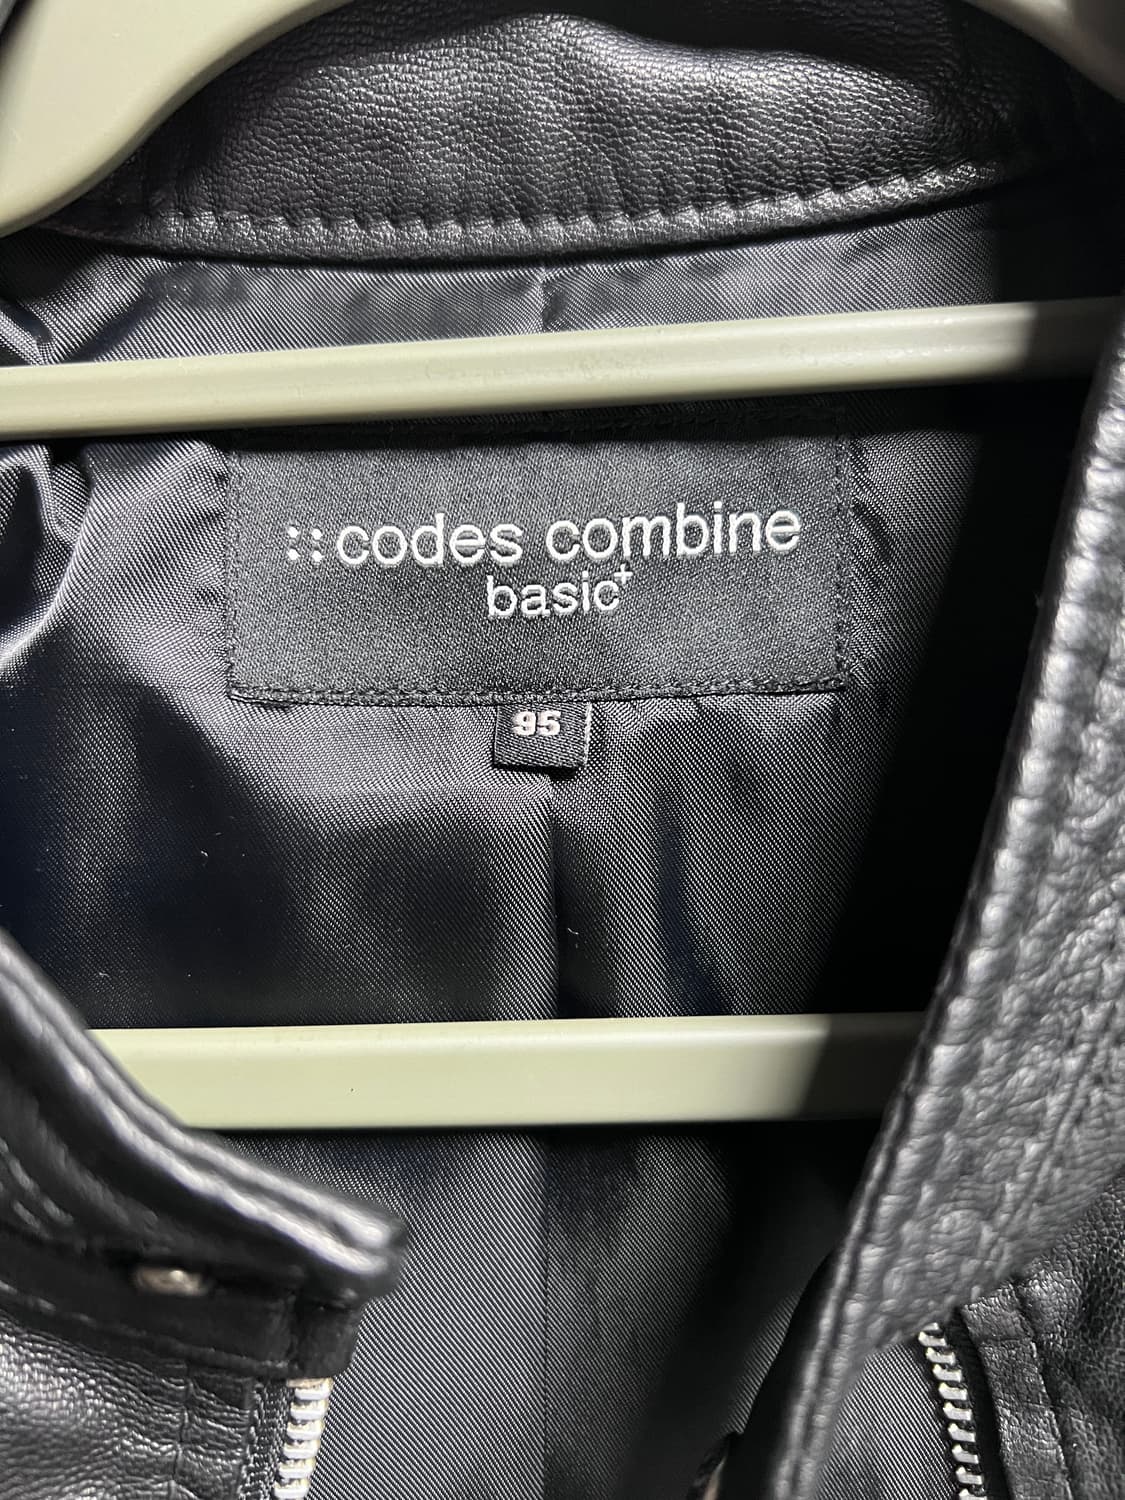 ::codes combine
basic+
95